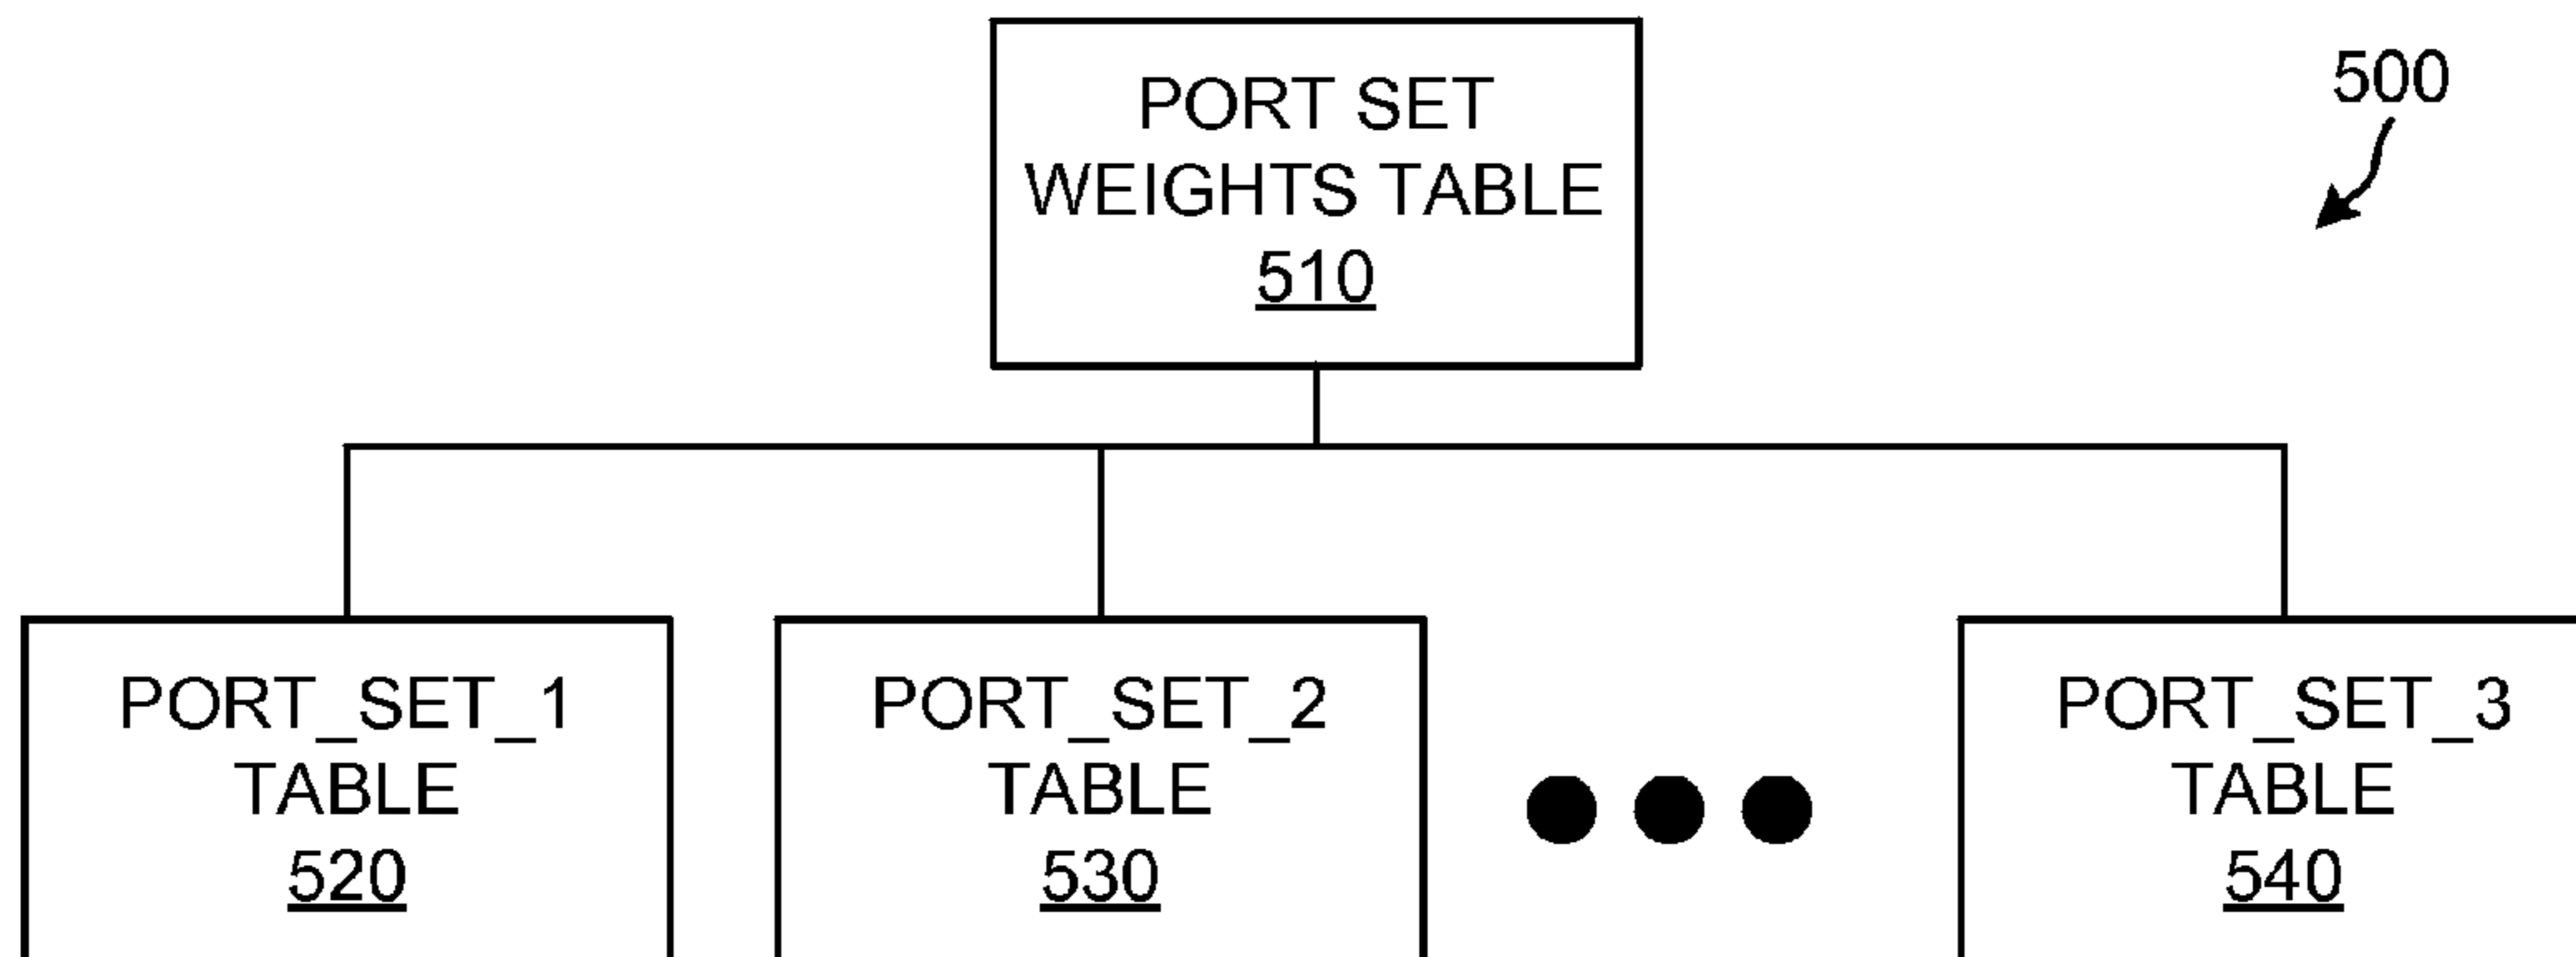 PORT SET
WEIGHTS TABLE
510
500
PORT_SET_1
TABLE
520
PORT_SET_2
TABLE
530
PORT_SET_3
TABLE
540